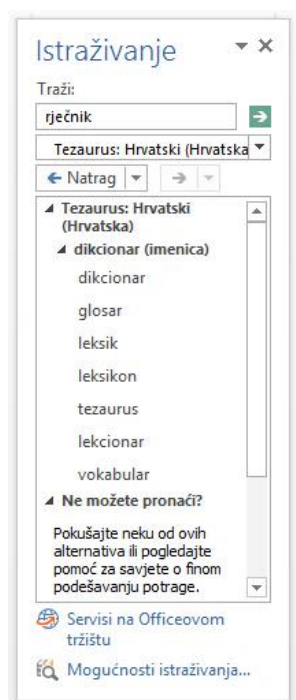 Istraživanje
Traži:
rječnik
Tezaurus: Hrvatski (Hrvatska
Natrag
Tezaurus: Hrvatski
(Hrvatska)
dikcionar (imenica)
dikcionar
glosar
leksik
leksikon
tezaurus
lekcionar
vokabular
Ne možete pronaći?
Pokušajte neku od ovih
alternativa ili pogledajte
pomoć za savjete o finom
podešavanju potrage.
Servisi na Officeovom
tržištu
Mogućnosti istraživanja...